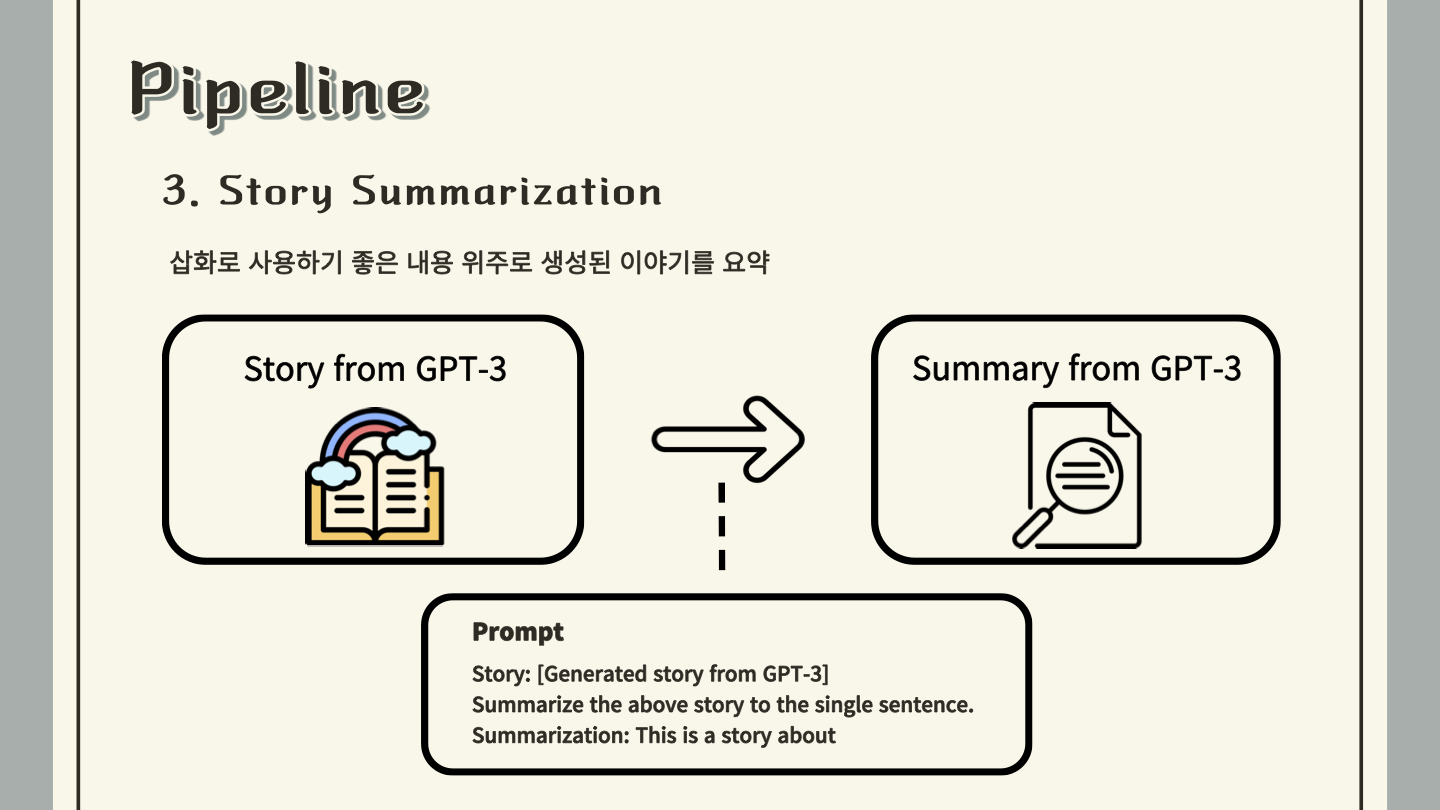 Pipeline
3. Story Summarization
삽화로 사용하기 좋은 내용 위주로 생성된 이야기를 요약
Story from GPT-3
Summary from GPT-3
Prompt
Story: [Generated story from GPT-3]
Summarize the above story to the single sentence.
Summarization: This is a story about